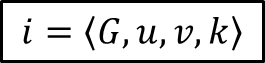 𝑖 = ⟨𝐺, 𝑢, 𝑣, 𝑘⟩